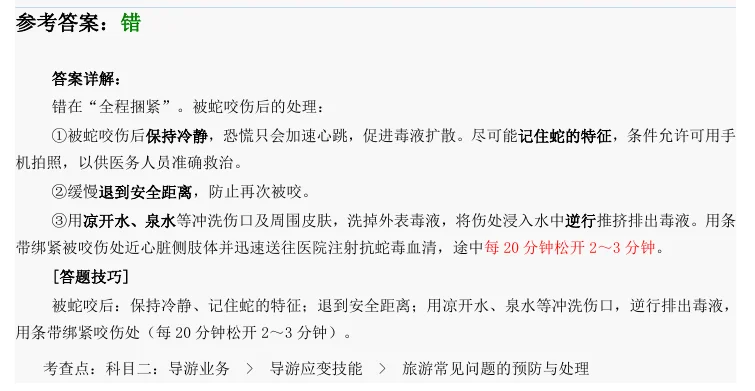 参考答案：错
答案详解：
错在“全程捆紧”。被蛇咬伤后的处理：
①被蛇咬伤后保持冷静，恐慌只会加速心跳，促进毒液扩散。尽可能记住蛇的特征，条件允许可用手
机拍照，以供医务人员准确救治。
②缓慢退到安全距离，防止再次被咬。
③用凉开水、泉水等冲洗伤口及周围皮肤，洗掉外表毒液，将伤处浸入水中逆行推挤排出毒液。用条
带绑紧被咬伤处近心脏侧肢体并迅速送往医院注射抗蛇毒血清，途中每 20 分钟松开 2～3 分钟。
[答题技巧]
被蛇咬后：保持冷静、记住蛇的特征；退到安全距离；用凉开水、泉水等冲洗伤口，逆行排出毒液，
用条带绑紧咬伤处（每 20 分钟松开 2～3 分钟）。
考查点：科目二：导游业务 > 导游应变技能 > 旅游常见问题的预防与处理